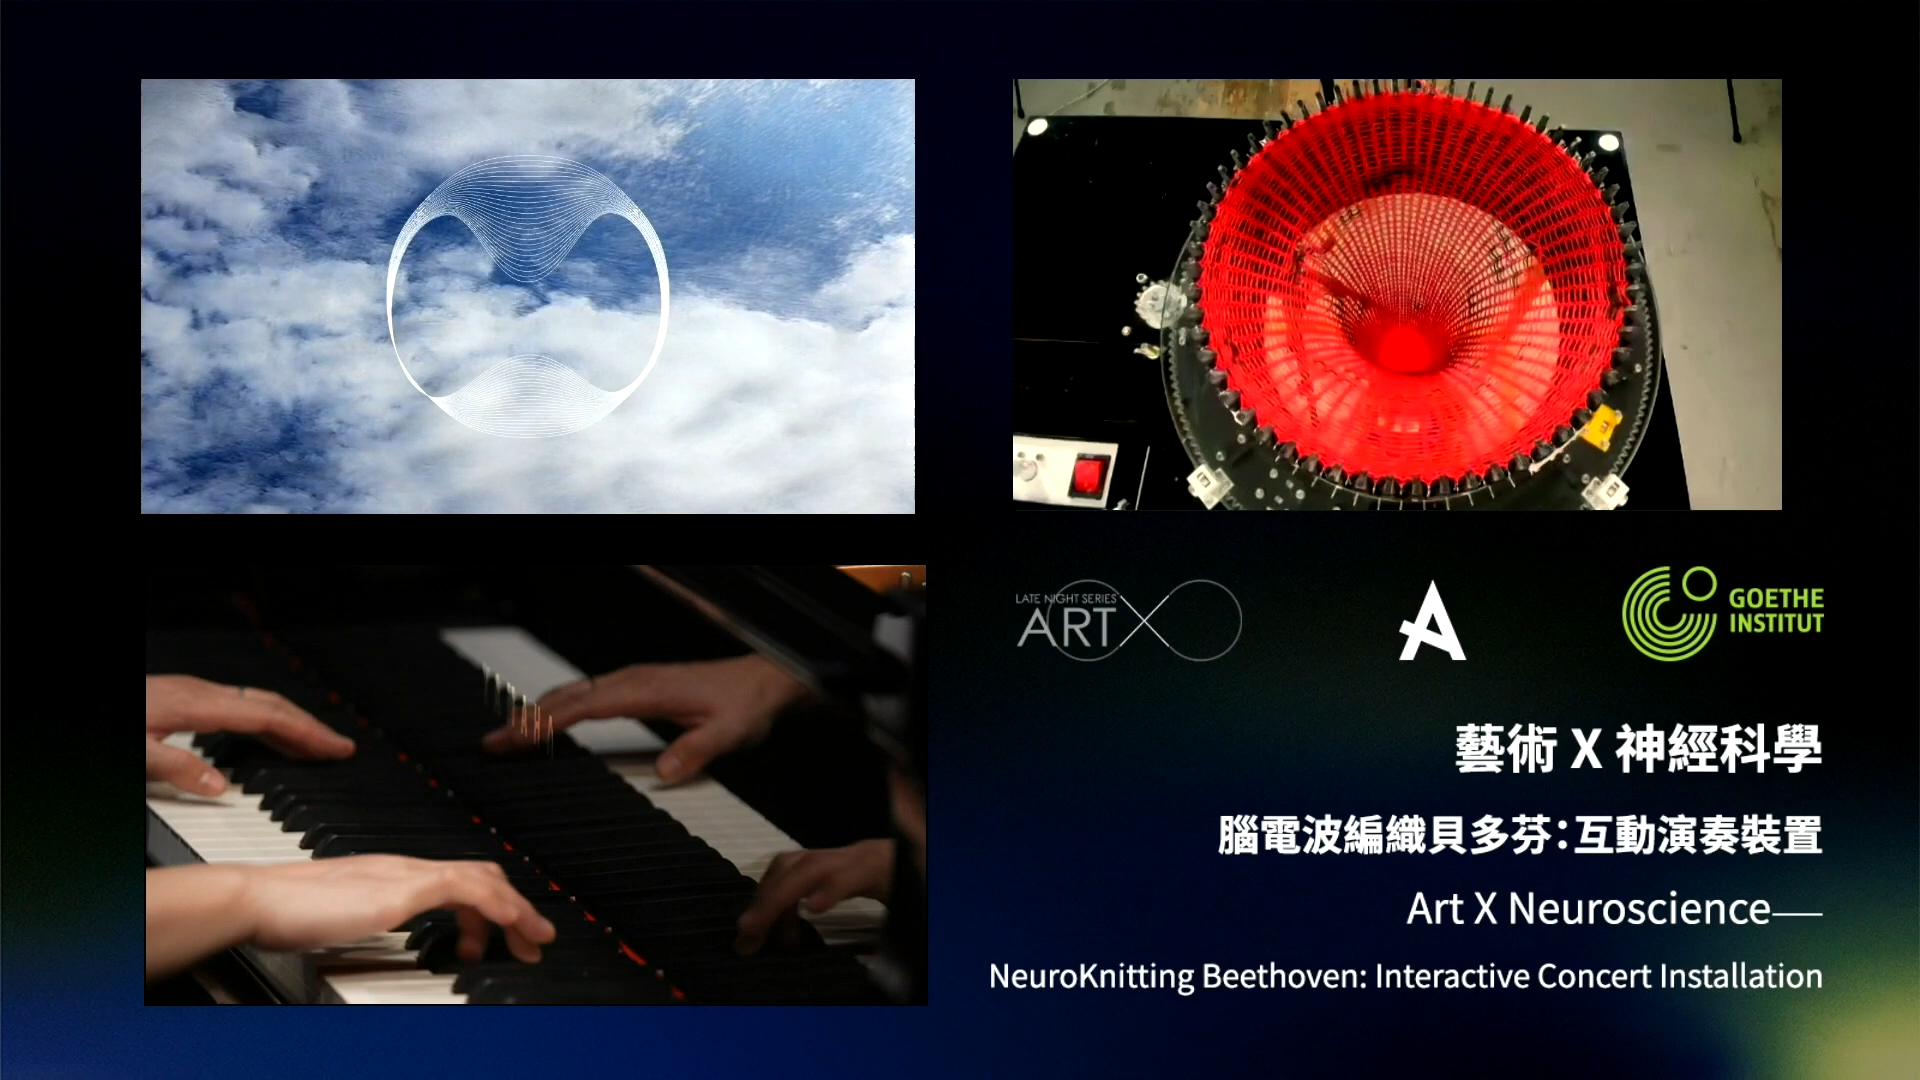 LATE NIGHT SERIES
ART
A
GOETHE
INSTITUT
藝術 X 神經科學
腦電波編織貝多芬：互動演奏裝置
Art X Neuroscience——
NeuroKnitting Beethoven: Interactive Concert Installation